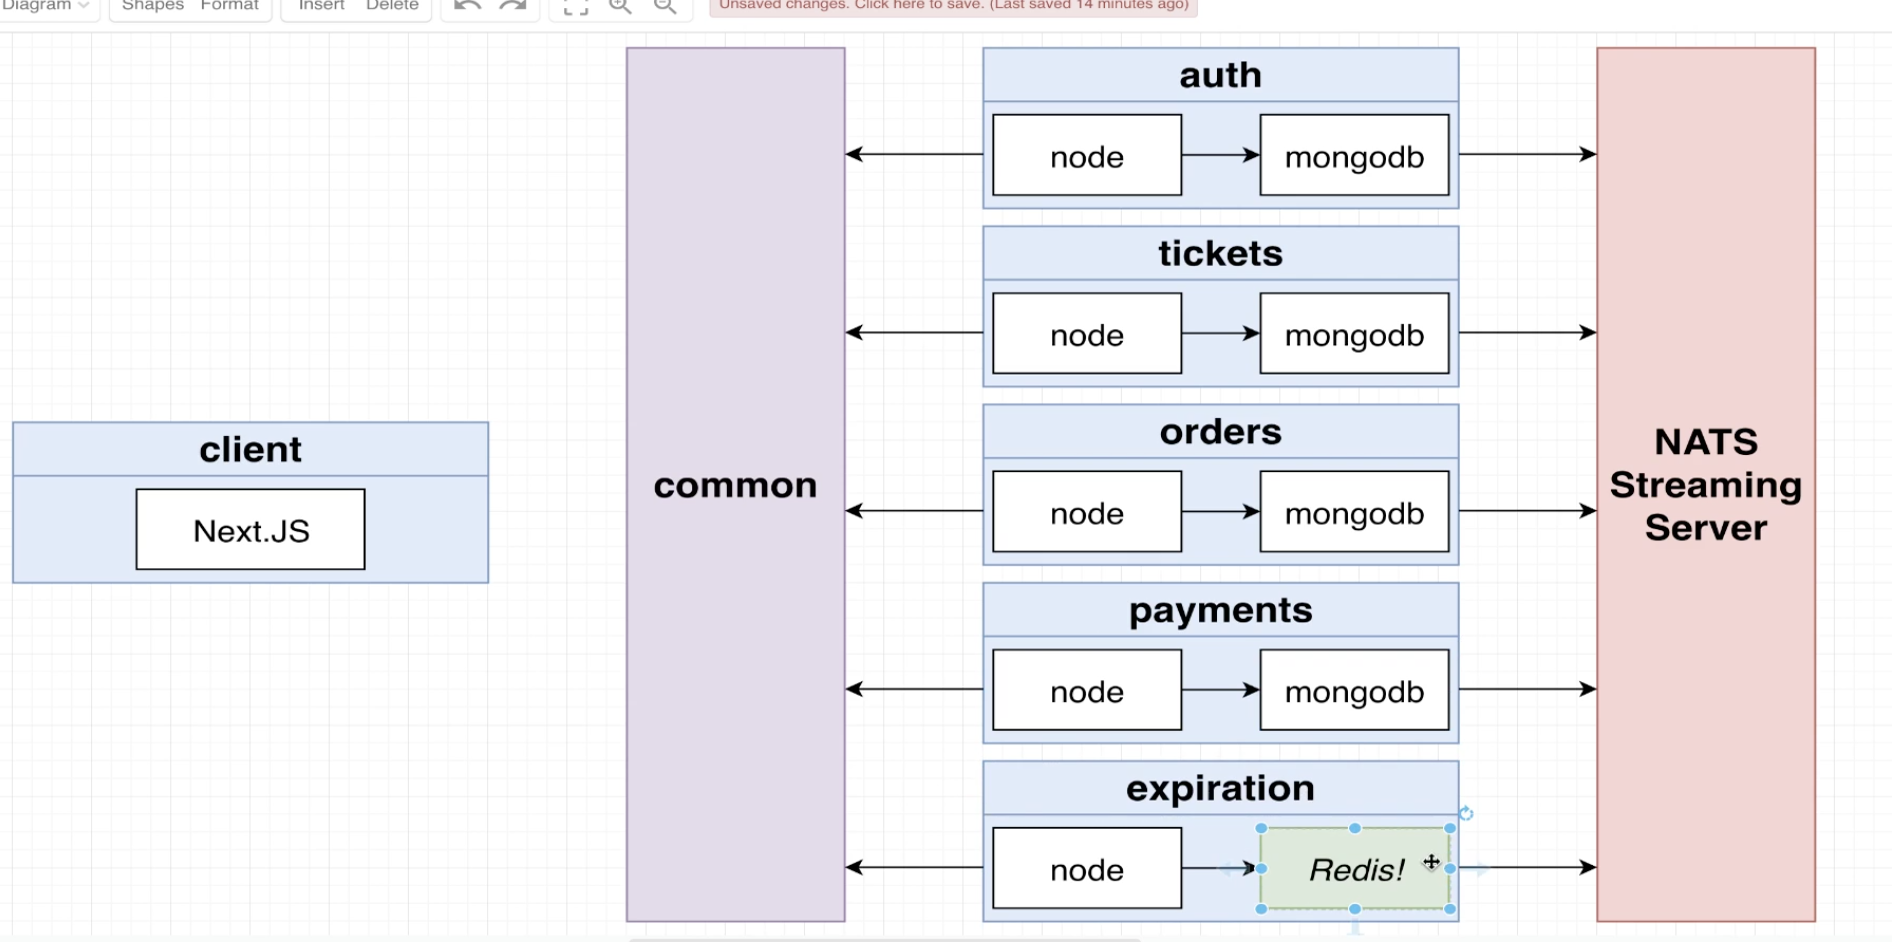 Diagram
Shapes Format
Insert Delete
Unsaved changes. Click here to save. (Last saved 14 minutes ago)
client
Next.JS
common
auth
node
mongodb
tickets
node
mongodb
orders
node
mongodb
payments
node
mongodb
expiration
node
Redis!
NATS
Streaming
Server